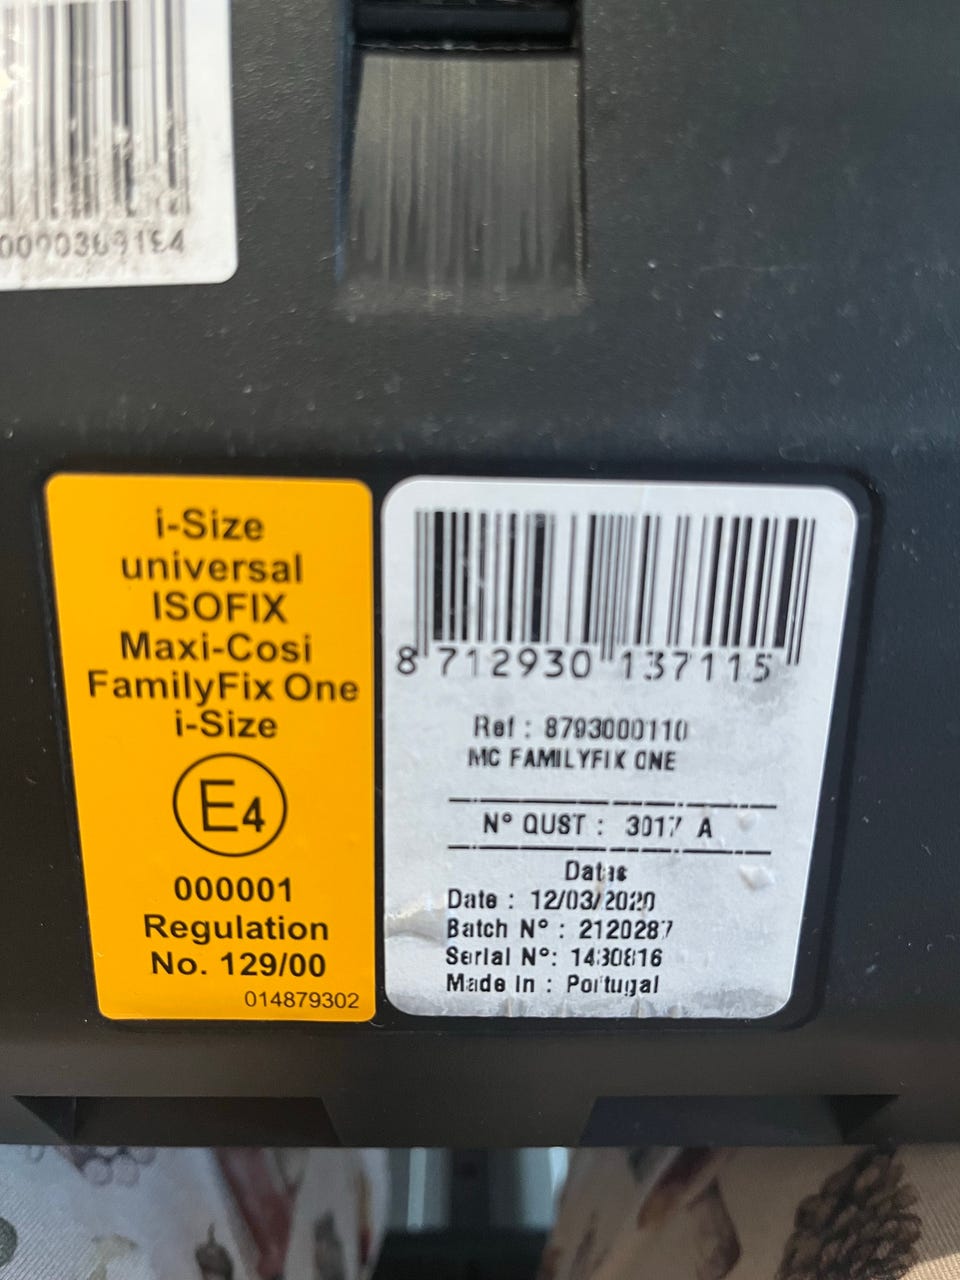 i-Size
universal
ISOFIX
Maxi-Cosi
FamilyFix One
i-Size
E4
000001
Regulation
No. 129/00
014879302
8 712930 137115
Ref : 8793000110
MC FAMILYFIX ONE
N° QUST : 3017 A
Datas
Date : 12/03/2020
Batch N° : 2120287
Serial N°: 1430816
Made In : Portugal